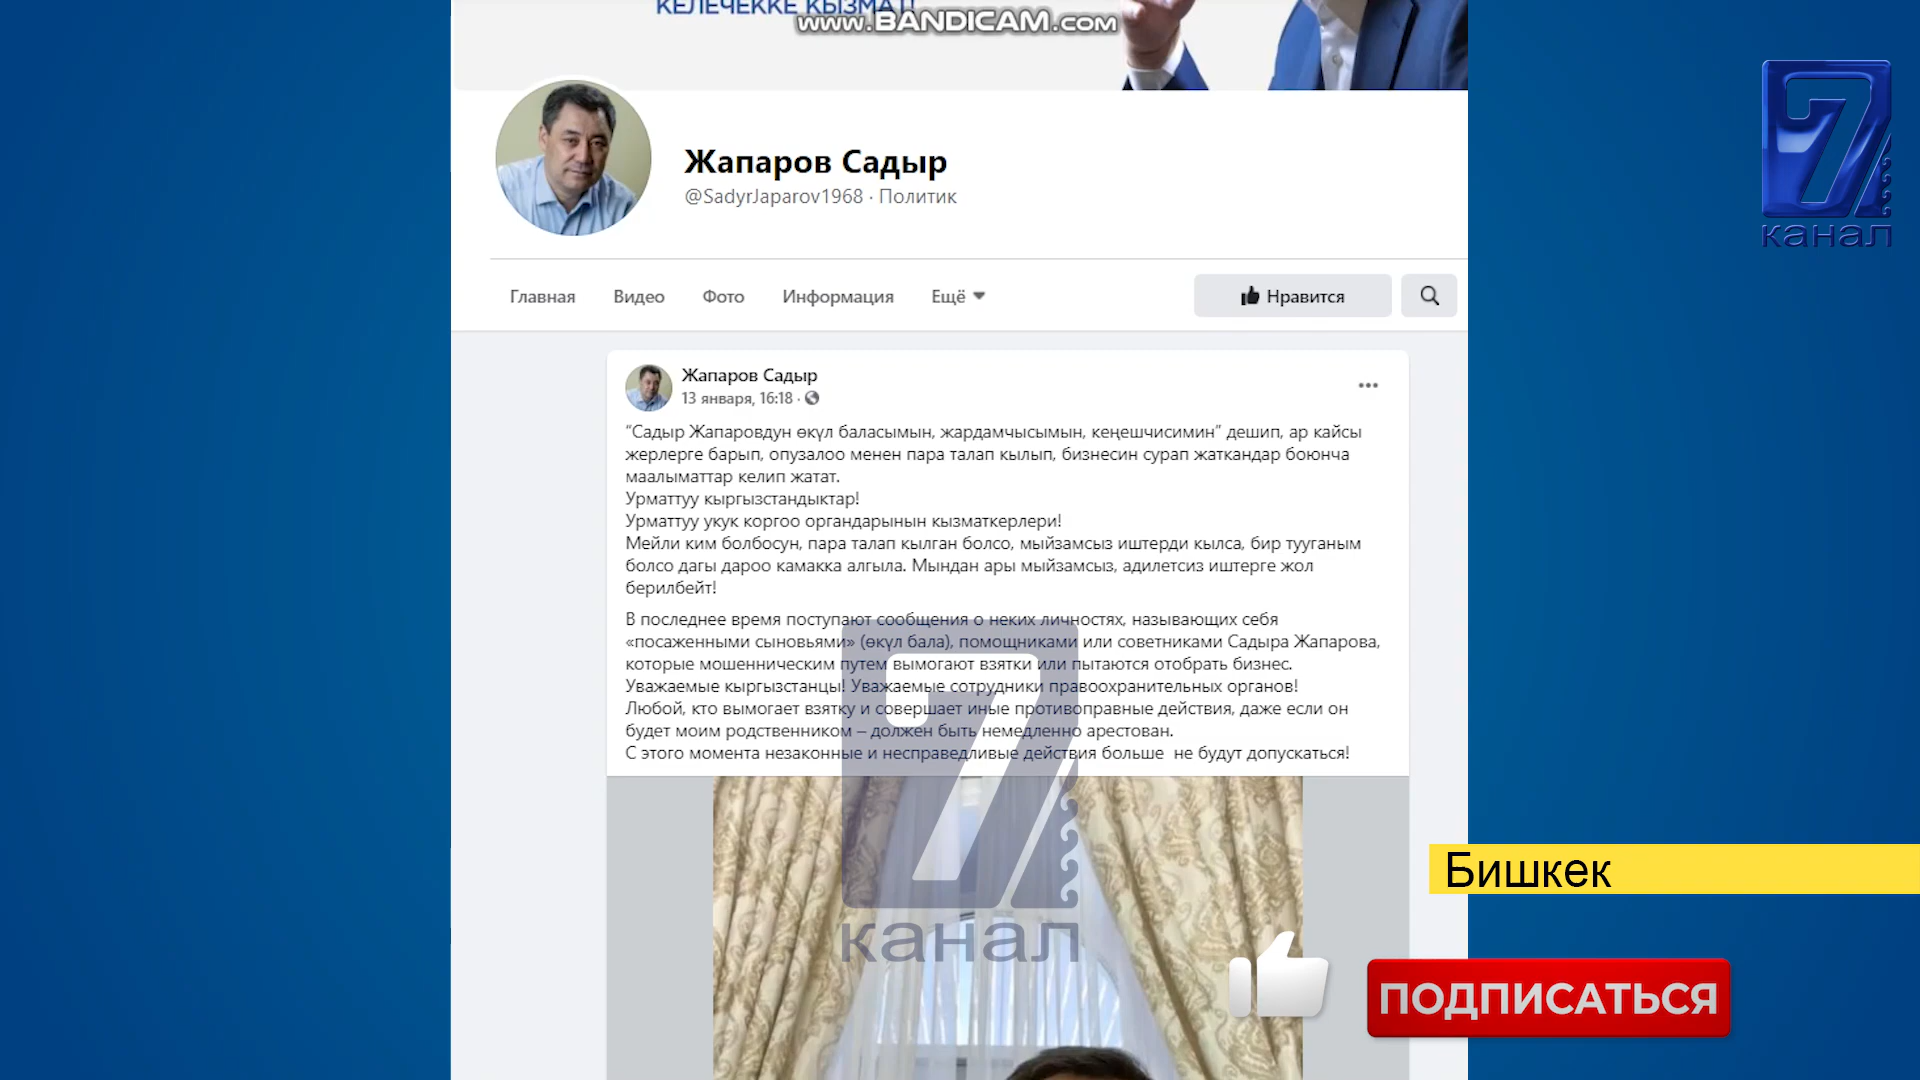 КЕЛЕЧЕККЕ КЫЗМАТ!
www.BANDICAM.com
7
канал
Жапаров Садыр
@SadyrJaparov1968 · Политик
Главная Видео Фото Информация Ещё Нравится
Жапаров Садыр
13 января, 16:18 ·
“Садыр Жапаровдун өкүл баласымын, жардамчысымын, кеңешчисимин” дешип, ар кайсы
жерлерге барып, опузалоо менен пара талап кылып, бизнесин сурап жаткандар боюнча
маалыматтар келип жатат.
Урматтуу кыргызстандыктар!
Урматтуу укук коргоо органдарынын кызматкерлери!
Мейли ким болбосун, пара талап кылган болсо, мыйзамсыз иштерди кылса, бир тууганым
болсо дагы дароо камакка алгыла. Мындан ары мыйзамсыз, адилетсиз иштерге жол
берилбейт!
В последнее время поступают сообщения о неких личностях, называющих себя
«посаженными сыновьями» (өкүл бала), помощниками или советниками Садыра Жапарова,
которые мошенническим путем вымогают взятки или пытаются отобрать бизнес.
Уважаемые кыргызстанцы! Уважаемые сотрудники правоохранительных органов!
Любой, кто вымогает взятку и совершает иные противоправные действия, даже если он
будет моим родственником – должен быть немедленно арестован.
С этого момента незаконные и несправедливые действия больше  не будут допускаться!
7
канал
Бишкек
ПОДПИСАТЬСЯ